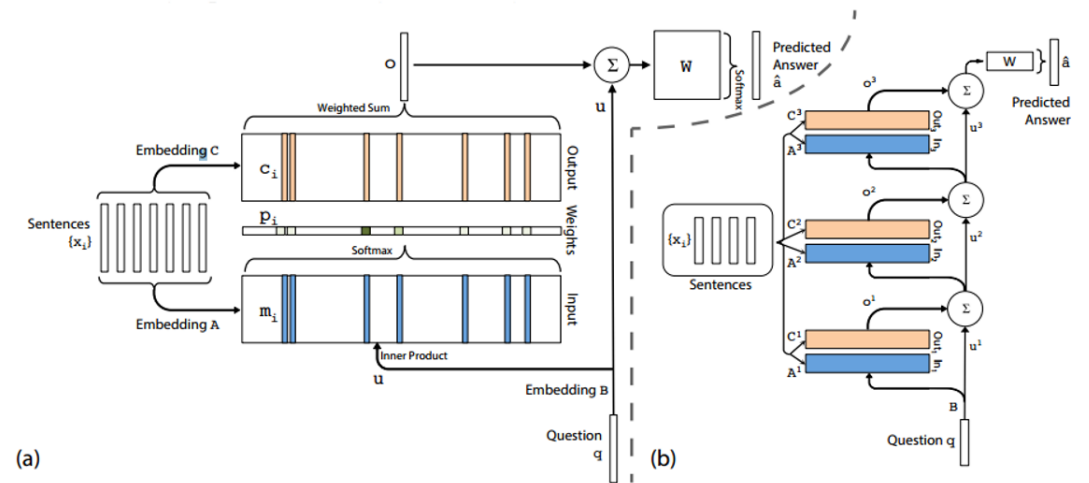 o
Σ
W
Softmax
Predicted
Answer
â
u
Weighted Sum
Embedding C
c_i
Output
Sentences
{x_i}
p_i
Weights
Softmax
Embedding A
m_i
Input
Inner Product
u
Embedding B
Question
q
(a)
W
â
Predicted
Answer
Σ
o³
u³
C³
Out₃
A³
In₃
Σ
o²
u²
{x_i}
Sentences
C²
Out₂
A²
In₂
Σ
o¹
u¹
C¹
Out₁
A¹
In₁
B
Question q
(b)